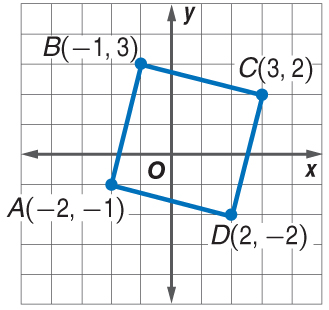 y
B(−1, 3)
C(3, 2)
O
x
A(−2, −1)
D(2, −2)